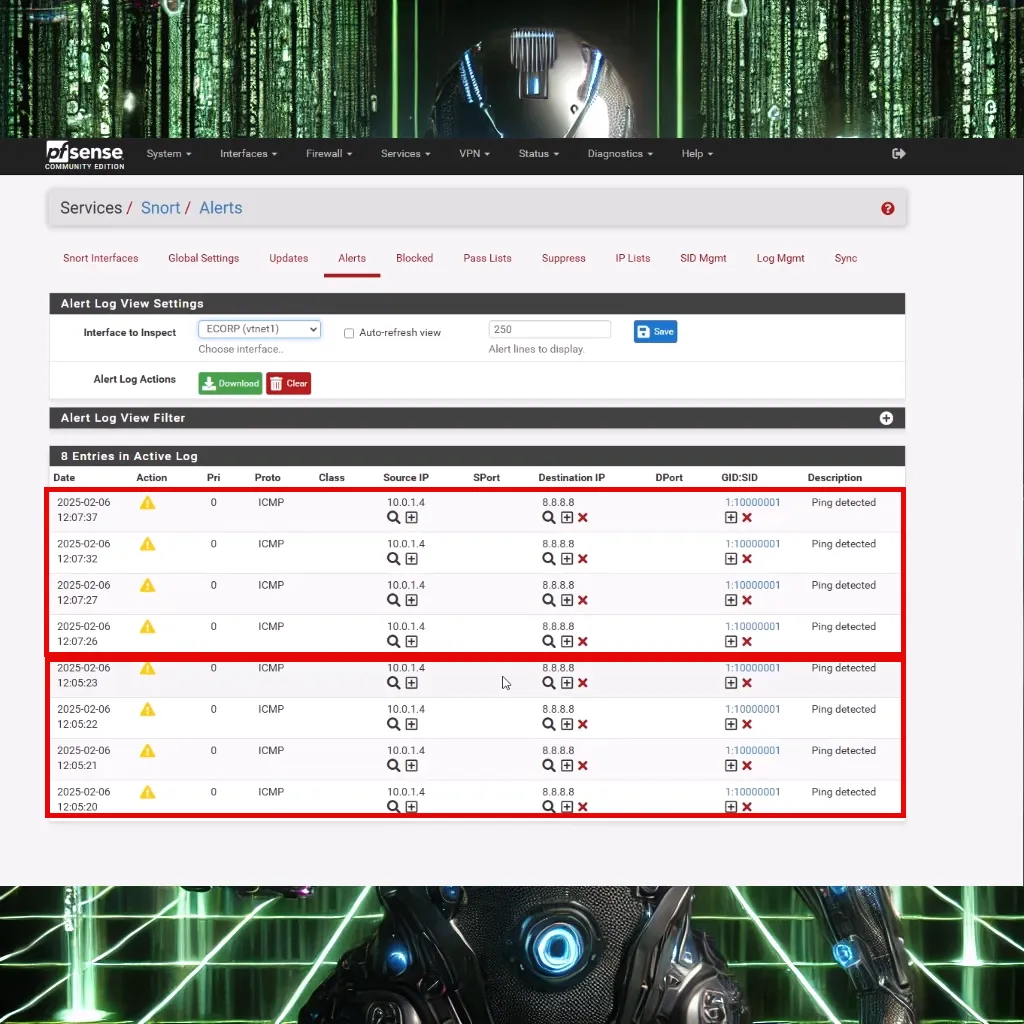 pfsense
COMMUNITY EDITION
System Interfaces Firewall Services VPN Status Diagnostics Help
Services / Snort / Alerts
Snort Interfaces Global Settings Updates Alerts Blocked Pass Lists Suppress IP Lists SID Mgmt Log Mgmt Sync
Alert Log View Settings
Interface to Inspect ECORP (vtnet1) Auto-refresh view 250 Save
Choose interface.. Alert lines to display.
Alert Log Actions Download Clear
Alert Log View Filter
8 Entries in Active Log
Date Action Pri Proto Class Source IP SPort Destination IP DPort GID:SID Description
2025-02-06 0 ICMP 10.0.1.4 8.8.8.8 1:10000001 Ping detected
12:07:37
2025-02-06 0 ICMP 10.0.1.4 8.8.8.8 1:10000001 Ping detected
12:07:32
2025-02-06 0 ICMP 10.0.1.4 8.8.8.8 1:10000001 Ping detected
12:07:27
2025-02-06 0 ICMP 10.0.1.4 8.8.8.8 1:10000001 Ping detected
12:07:26
2025-02-06 0 ICMP 10.0.1.4 8.8.8.8 1:10000001 Ping detected
12:05:23
2025-02-06 0 ICMP 10.0.1.4 8.8.8.8 1:10000001 Ping detected
12:05:22
2025-02-06 0 ICMP 10.0.1.4 8.8.8.8 1:10000001 Ping detected
12:05:21
2025-02-06 0 ICMP 10.0.1.4 8.8.8.8 1:10000001 Ping detected
12:05:20